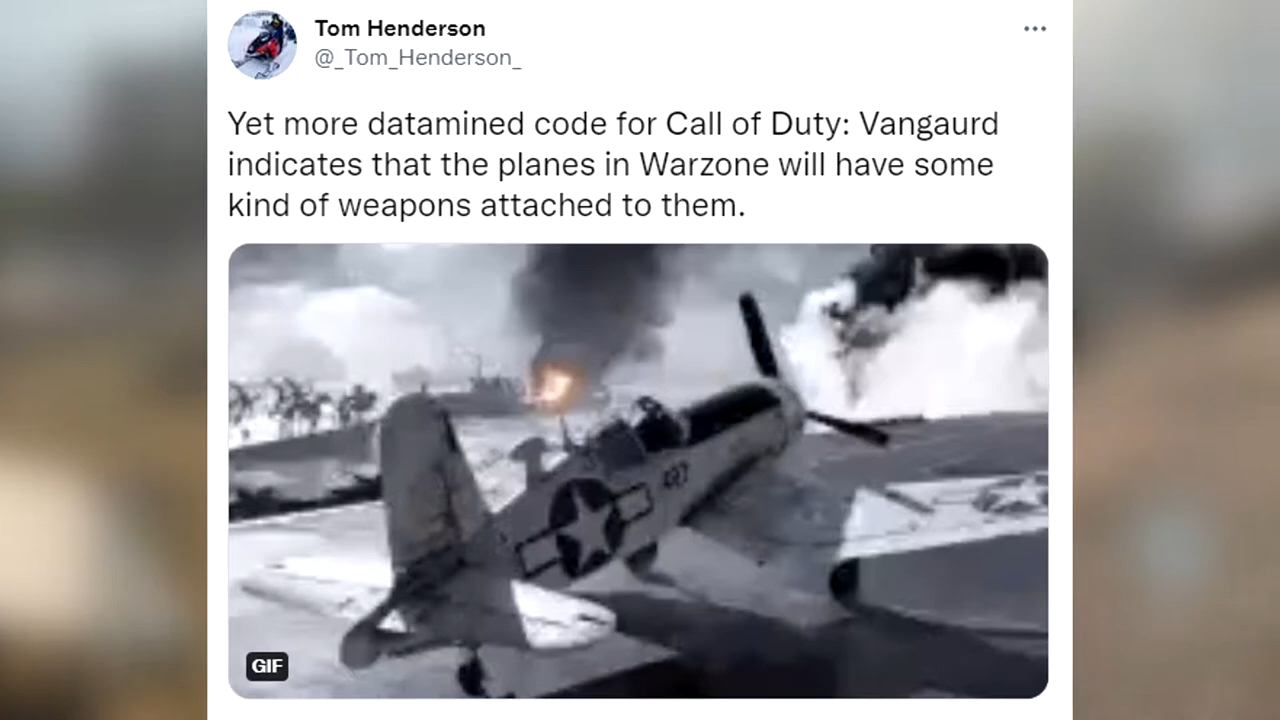 Tom Henderson
@_Tom_Henderson_
Yet more datamined code for Call of Duty: Vangaurd
indicates that the planes in Warzone will have some
kind of weapons attached to them.
427
GIF